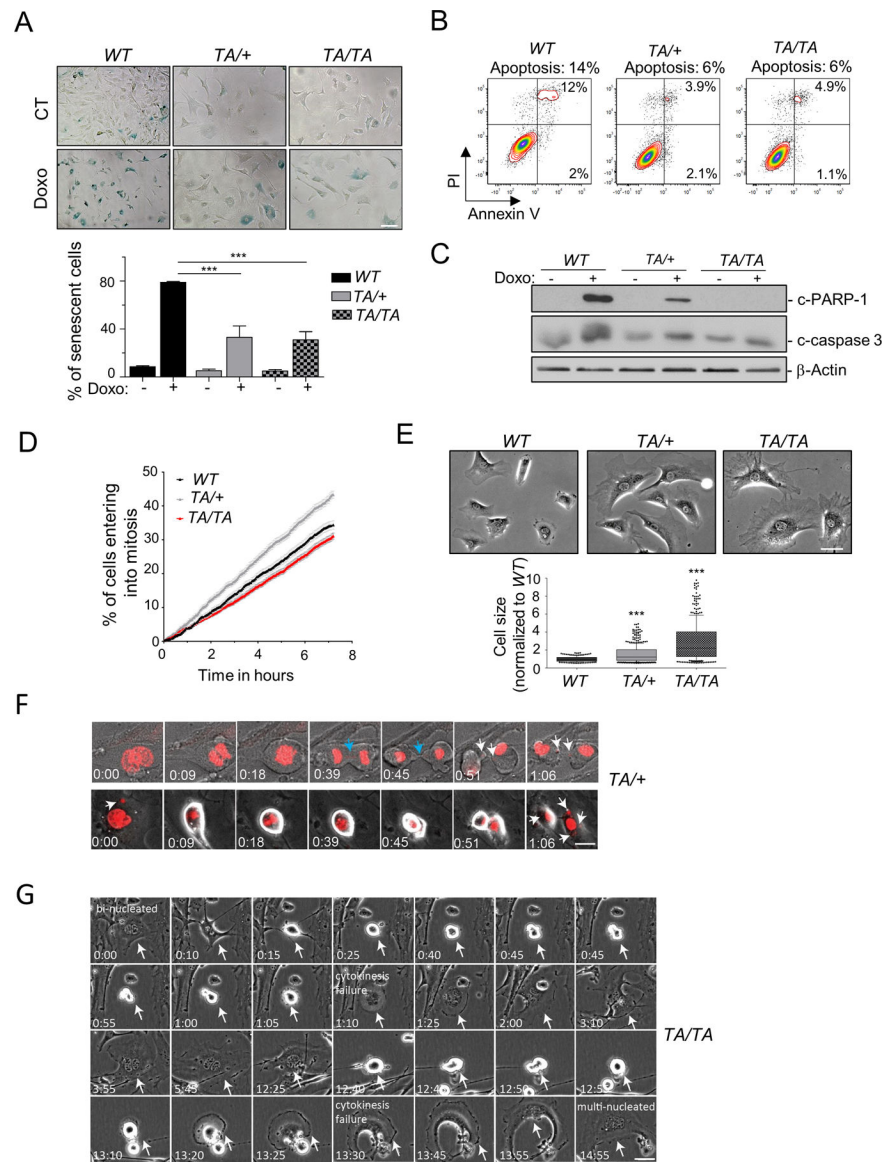 A
WT
TA/+
TA/TA
CT
Doxo
% of senescent cells
80
40
0
***
***
WT
TA/+
TA/TA
Doxo: - + - + - +
B
WT
TA/+
TA/TA
Apoptosis: 14%
Apoptosis: 6%
Apoptosis: 6%
12%
3.9%
4.9%
2%
2.1%
1.1%
PI
Annexin V
C
WT
TA/+
TA/TA
Doxo: - + - + - +
- c-PARP-1
- c-caspase 3
- β-Actin
D
% of cells entering
into mitosis
50
40
30
20
10
0
WT
TA/+
TA/TA
0 2 4 6 8
Time in hours
E
WT
TA/+
TA/TA
Cell size
(normalized to WT)
10
8
6
4
2
0
***
***
WT
TA/+
TA/TA
F
0:00 0:09 0:18 0:39 0:45 0:51 1:06
TA/+
0:00 0:09 0:18 0:39 0:45 0:51 1:06
G
bi-nucleated
0:00 0:10 0:15 0:25 0:40 0:45 0:45
cytokinesis
failure
0:55 1:00 1:05 1:10 1:25 2:00 3:10
TA/TA
3:55 5:45 12:25 12:40 12:50
cytokinesis
failure
multi-nucleated
13:10 13:20 13:25 13:30 13:45 13:55 14:55